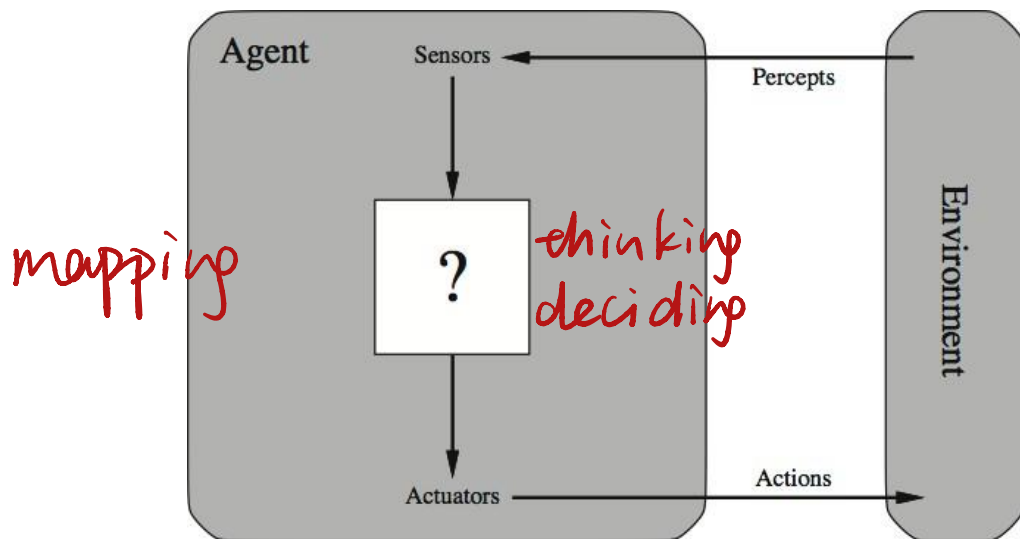 Agent
Sensors
Percepts
mapping
?
thinking
deciding
Environment
Actuators
Actions